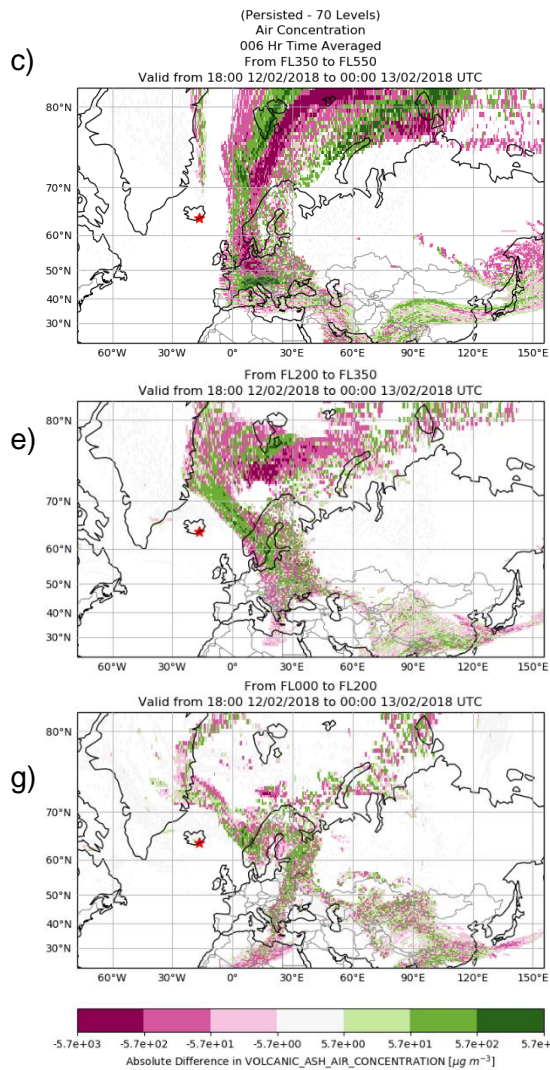 (Persisted - 70 Levels)
Air Concentration
006 Hr Time Averaged
c)
From FL350 to FL550
Valid from 18:00 12/02/2018 to 00:00 13/02/2018 UTC
80°N
70°N
60°N
50°N
40°N
30°N
60°W 30°W 0° 30°E 60°E 90°E 120°E 150°E
e)
From FL200 to FL350
Valid from 18:00 12/02/2018 to 00:00 13/02/2018 UTC
80°N
70°N
60°N
50°N
40°N
30°N
60°W 30°W 0° 30°E 60°E 90°E 120°E 150°E
g)
From FL000 to FL200
Valid from 18:00 12/02/2018 to 00:00 13/02/2018 UTC
80°N
70°N
60°N
50°N
40°N
30°N
60°W 30°W 0° 30°E 60°E 90°E 120°E 150°E
-5.7e+03 -5.7e+02 -5.7e+01 -5.7e+00 5.7e+00 5.7e+01 5.7e+02 5.7e+0
Absolute Difference in VOLCANIC_ASH_AIR_CONCENTRATION [µg m⁻³]